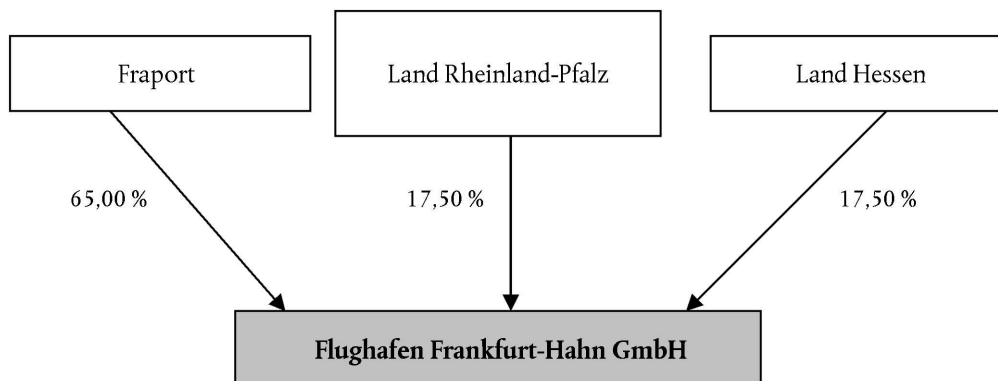 Fraport
Land Rheinland-Pfalz
Land Hessen
65,00 %
17,50 %
17,50 %
Flughafen Frankfurt-Hahn GmbH